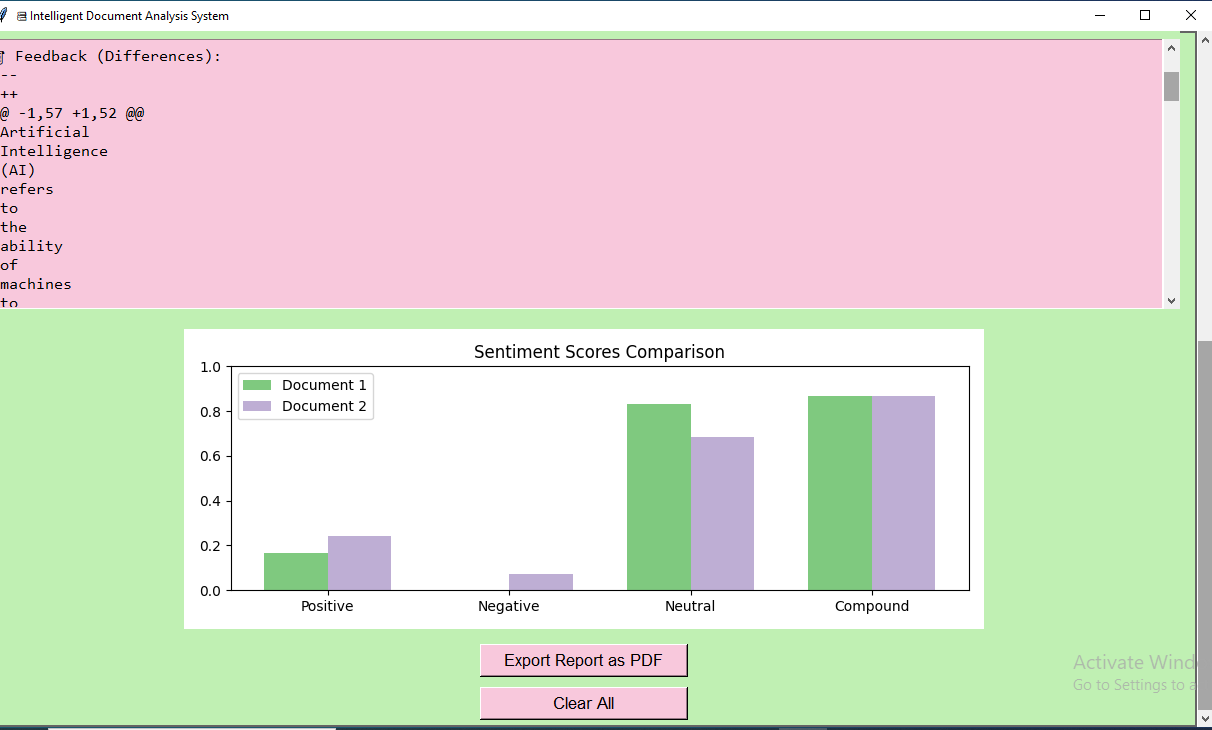 Intelligent Document Analysis System
Feedback (Differences):
--
++
@ -1,57 +1,52 @@
Artificial
Intelligence
(AI)
refers
to
the
ability
of
machines
to
Sentiment Scores Comparison
1.0
0.8
0.6
0.4
0.2
0.0
Document 1
Document 2
Positive Negative Neutral Compound
Export Report as PDF
Clear All
Activate Wind
Go to Settings to a